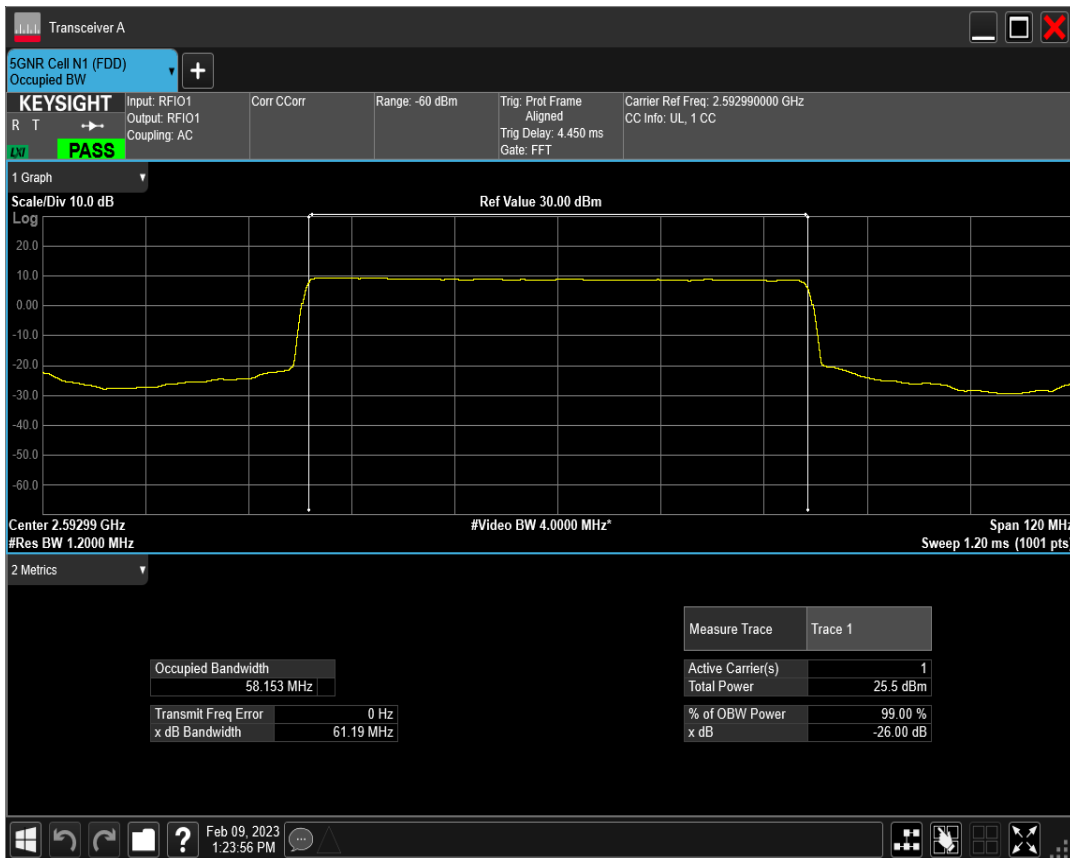 Transceiver A
5GNR Cell N1 (FDD)
Occupied BW
+
KEYSIGHT
R T
LXI
PASS
Input: RFIO1
Output: RFIO1
Coupling: AC
Corr CCorr
Range: -60 dBm
Trig: Prot Frame
Aligned
Trig Delay: 4.450 ms
Gate: FFT
Carrier Ref Freq: 2.592990000 GHz
CC Info: UL, 1 CC
1 Graph
Scale/Div 10.0 dB
Ref Value 30.00 dBm
Log
20.0
10.0
0.00
-10.0
-20.0
-30.0
-40.0
-50.0
-60.0
Center 2.59299 GHz
#Video BW 4.0000 MHz*
Span 120 MHz
#Res BW 1.2000 MHz
Sweep 1.20 ms (1001 pts)
2 Metrics
Measure Trace
Trace 1
Occupied Bandwidth
58.153 MHz
Active Carrier(s) 1
Total Power 25.5 dBm
Transmit Freq Error 0 Hz
x dB Bandwidth 61.19 MHz
% of OBW Power 99.00 %
x dB -26.00 dB
?
Feb 09, 2023
1:23:56 PM